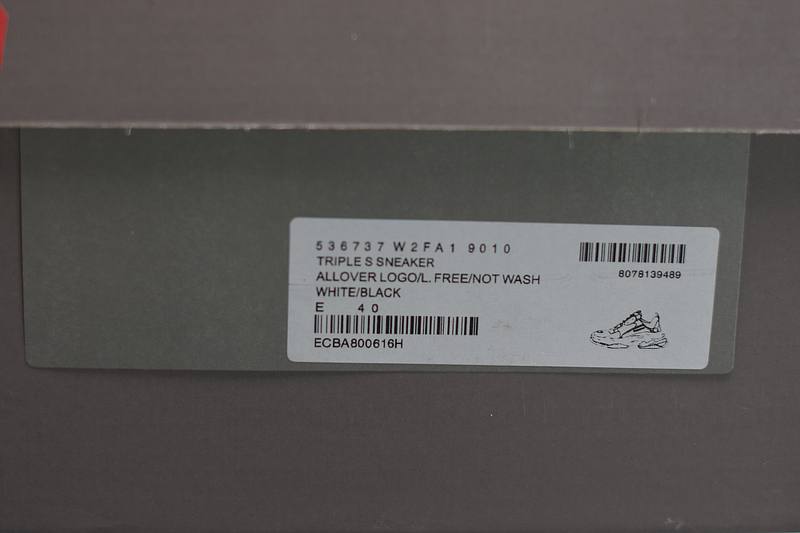 536737 W2FA1 9010
TRIPLE S SNEAKER
ALLOVER LOGO/L. FREE/NOT WASH
WHITE/BLACK
E 40
ECBA800616H
8078139489